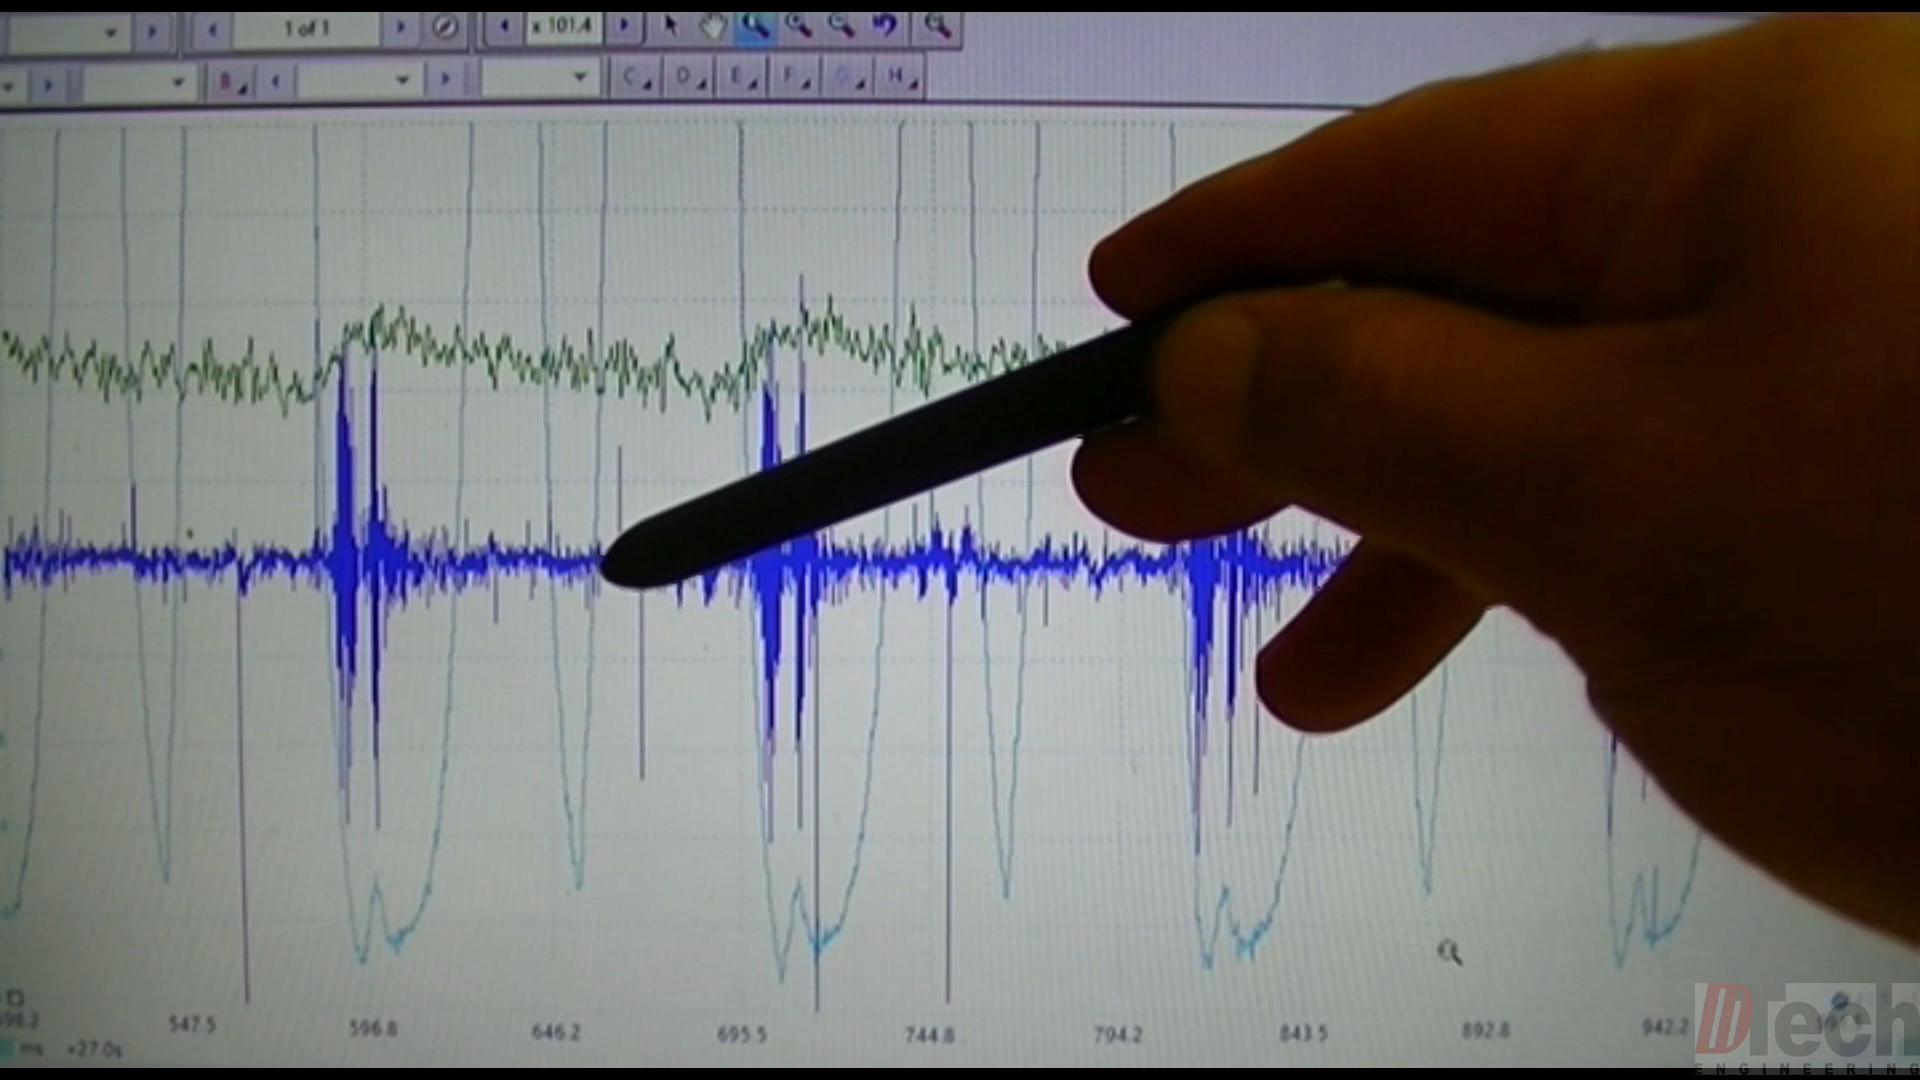 1 of 1 x 101.4
B C D E F G H
547.5 596.8 646.2 695.5 744.8 794.2 843.5 892.8 942.2
ms +27.0s
DTech
ENGINEERING